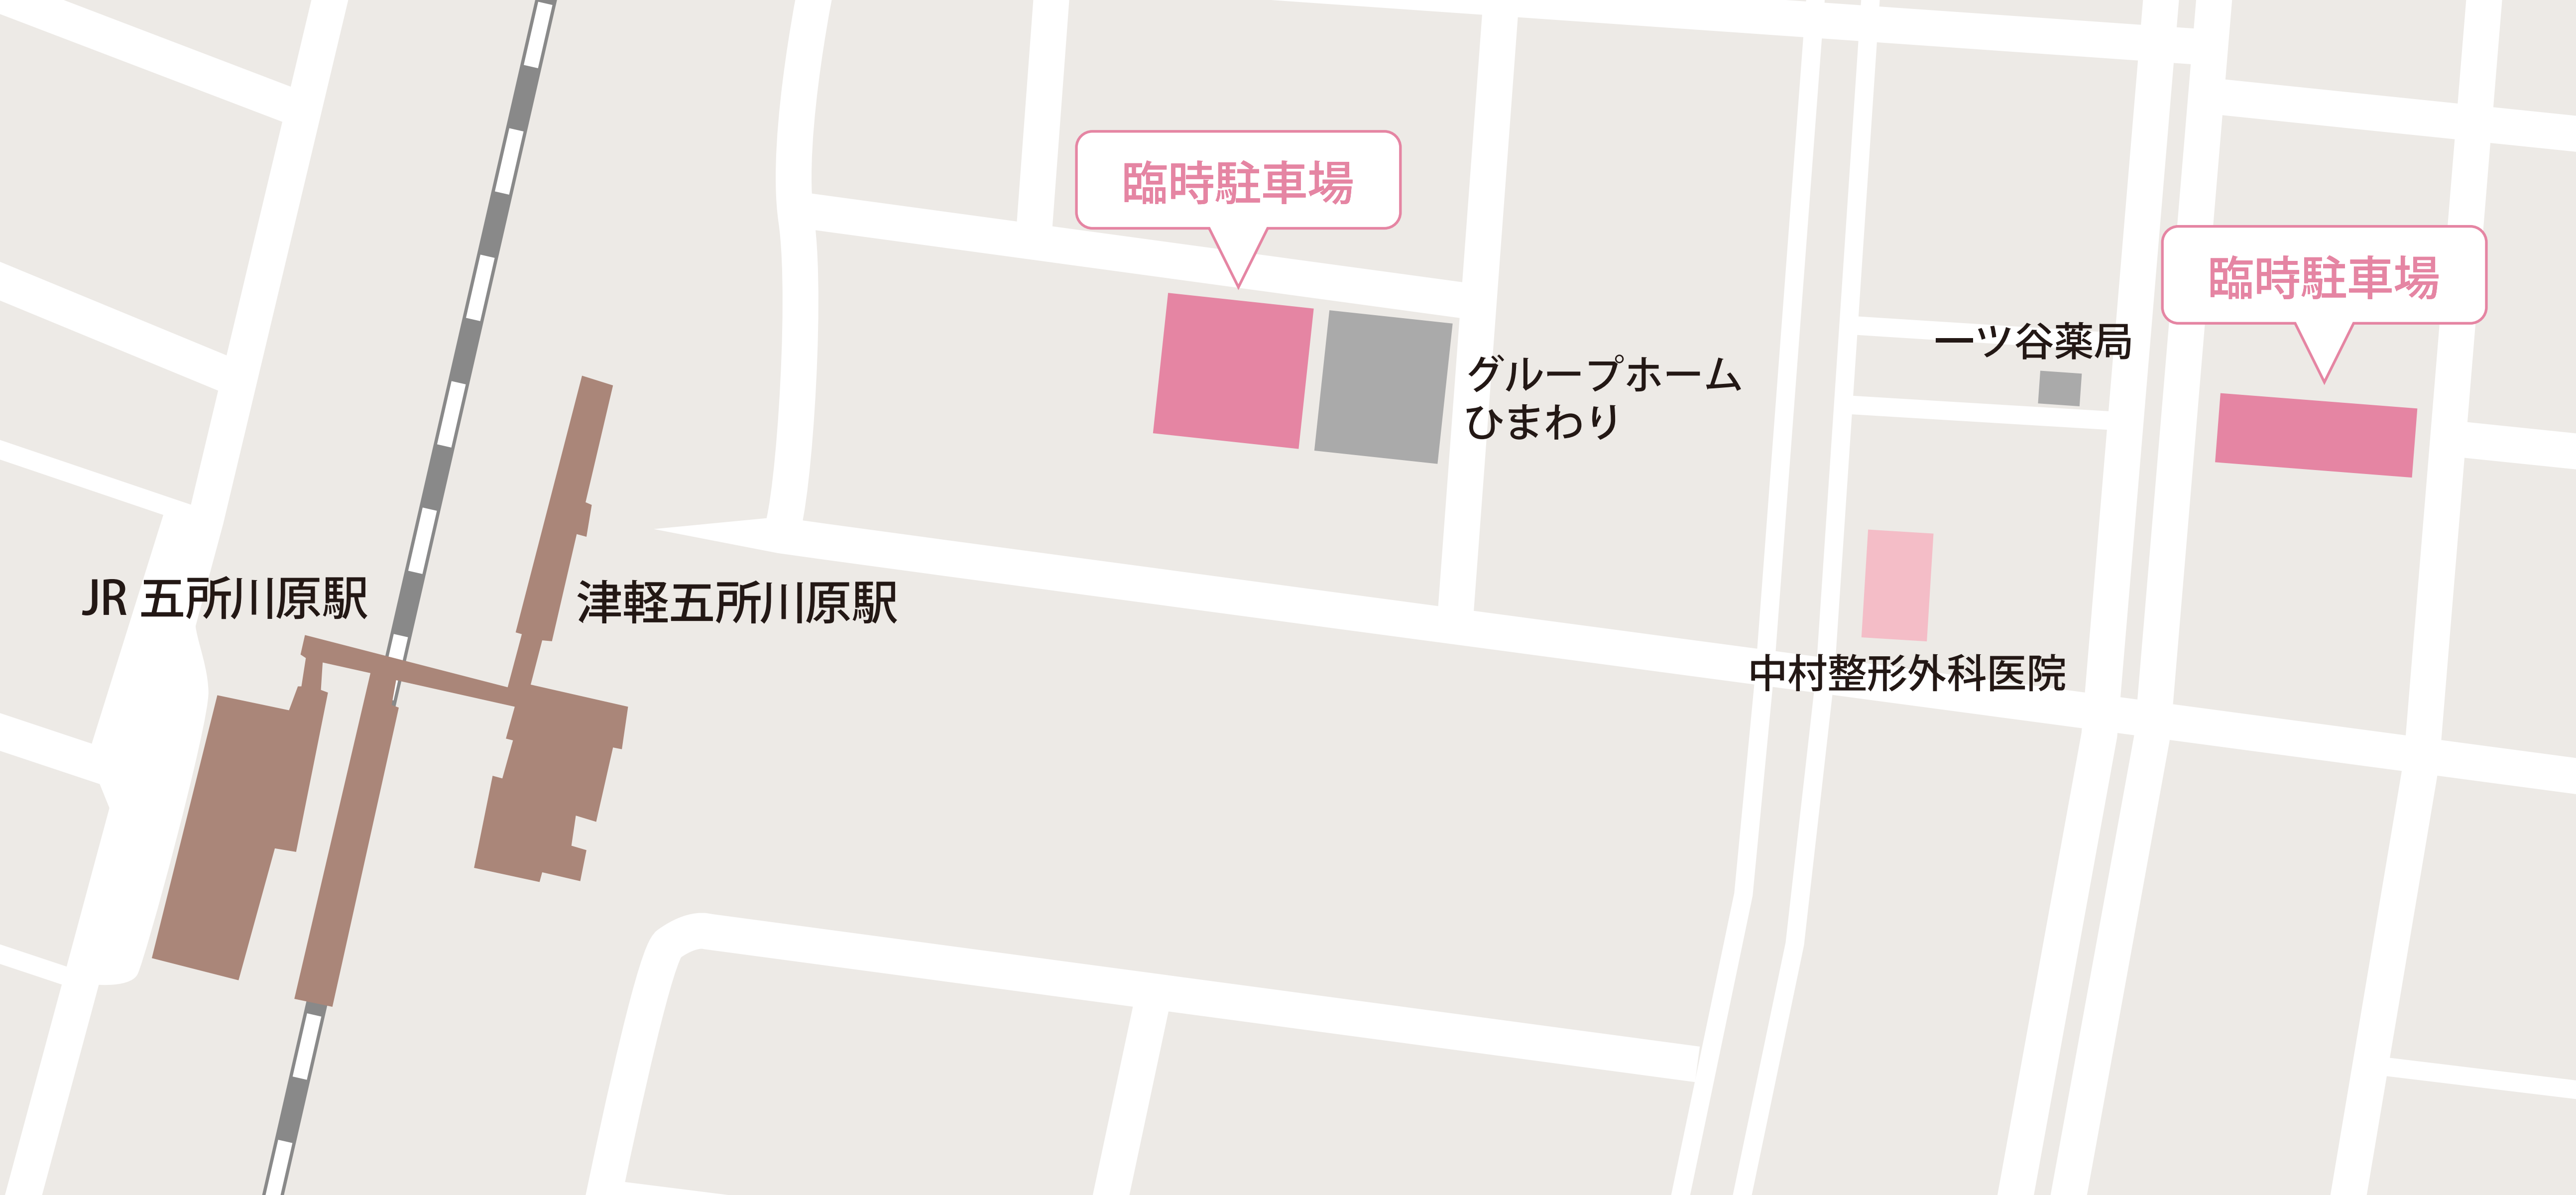 臨時駐車場
臨時駐車場
一ツ谷薬局
グループホーム
ひまわり
JR 五所川原駅
津軽五所川原駅
中村整形外科医院